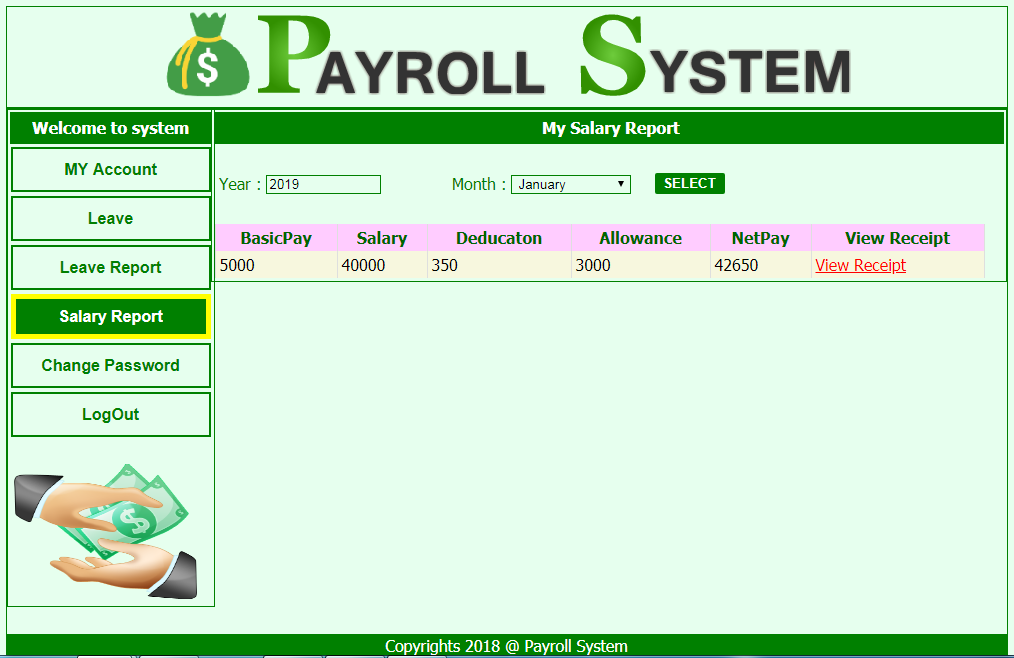 PAYROLL SYSTEM
Welcome to system
My Salary Report
MY Account
Leave
Leave Report
Salary Report
Change Password
LogOut
Year : 2019 Month : January SELECT
BasicPay Salary Deducaton Allowance NetPay View Receipt
5000 40000 350 3000 42650 View Receipt
Copyrights 2018 @ Payroll System